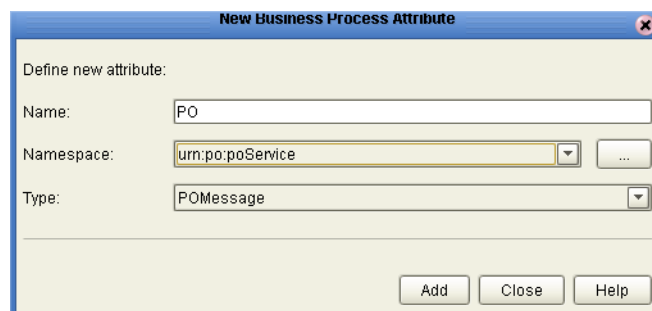 New Business Process Attribute
Define new attribute:
Name: PO
Namespace: urn:po:poService ...
Type: POMessage
Add Close Help